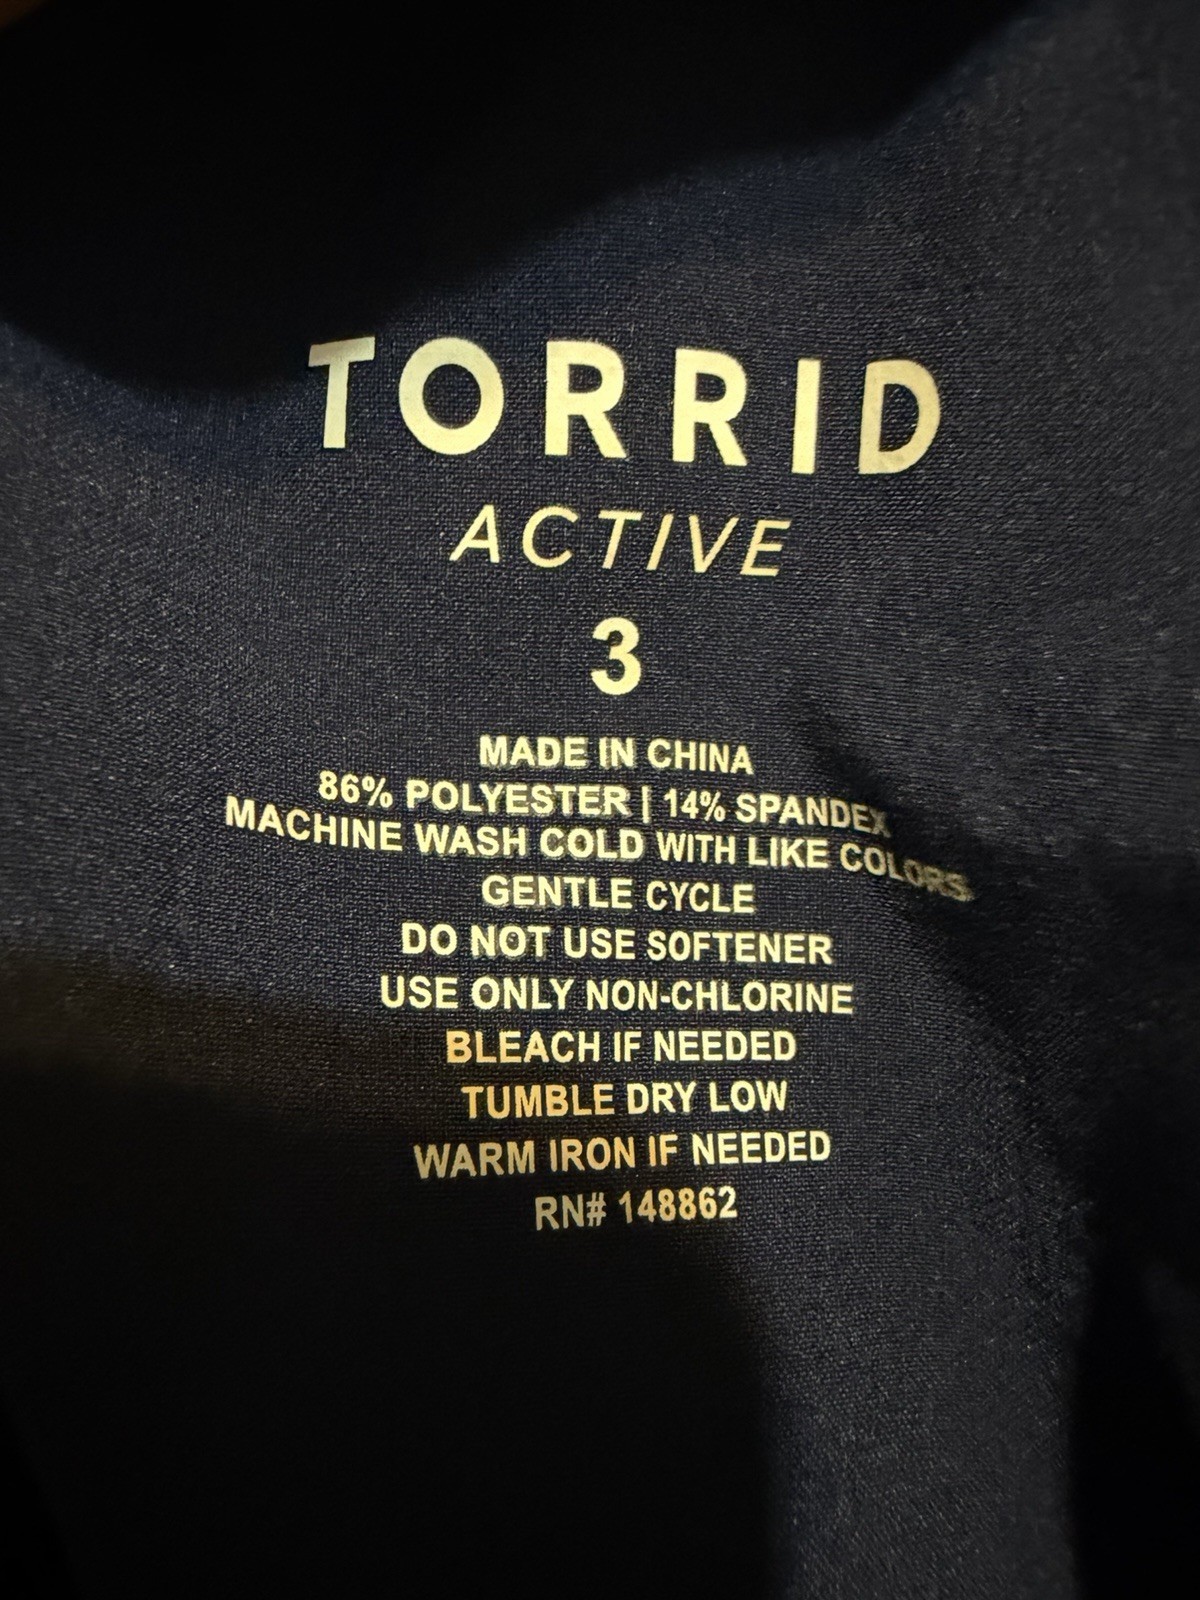 TORRID
ACTIVE
3
MADE IN CHINA
86% POLYESTER | 14% SPANDEX
MACHINE WASH COLD WITH LIKE COLORS
GENTLE CYCLE
DO NOT USE SOFTENER
USE ONLY NON-CHLORINE
BLEACH IF NEEDED
TUMBLE DRY LOW
WARM IRON IF NEEDED
RN# 148862